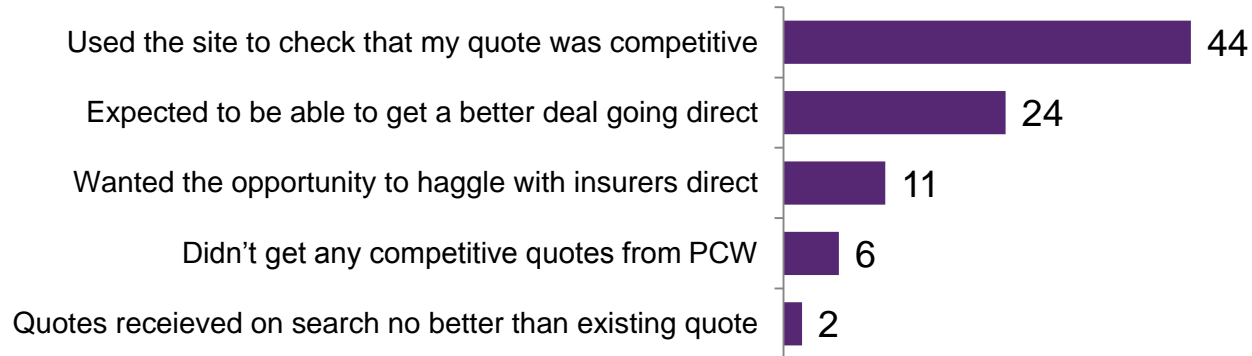 Used the site to check that my quote was competitive 44
Expected to be able to get a better deal going direct 24
Wanted the opportunity to haggle with insurers direct 11
Didn’t get any competitive quotes from PCW 6
Quotes receieved on search no better than existing quote 2